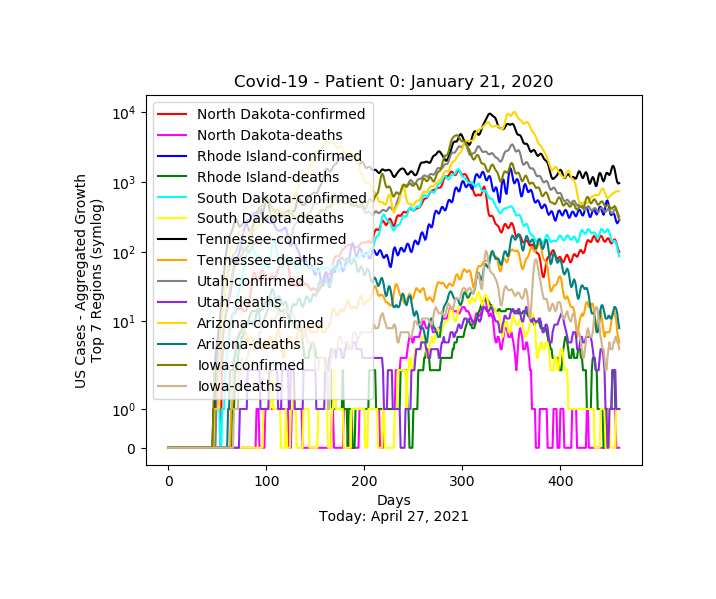 Covid-19 - Patient 0: January 21, 2020
US Cases - Aggregated Growth
Top 7 Regions (symlog)
10^4
10^3
10^2
10^1
10^0
0
North Dakota-confirmed
North Dakota-deaths
Rhode Island-confirmed
Rhode Island-deaths
South Dakota-confirmed
South Dakota-deaths
Tennessee-confirmed
Tennessee-deaths
Utah-confirmed
Utah-deaths
Arizona-confirmed
Arizona-deaths
Iowa-confirmed
Iowa-deaths
0 100 200 300 400
Days
Today: April 27, 2021